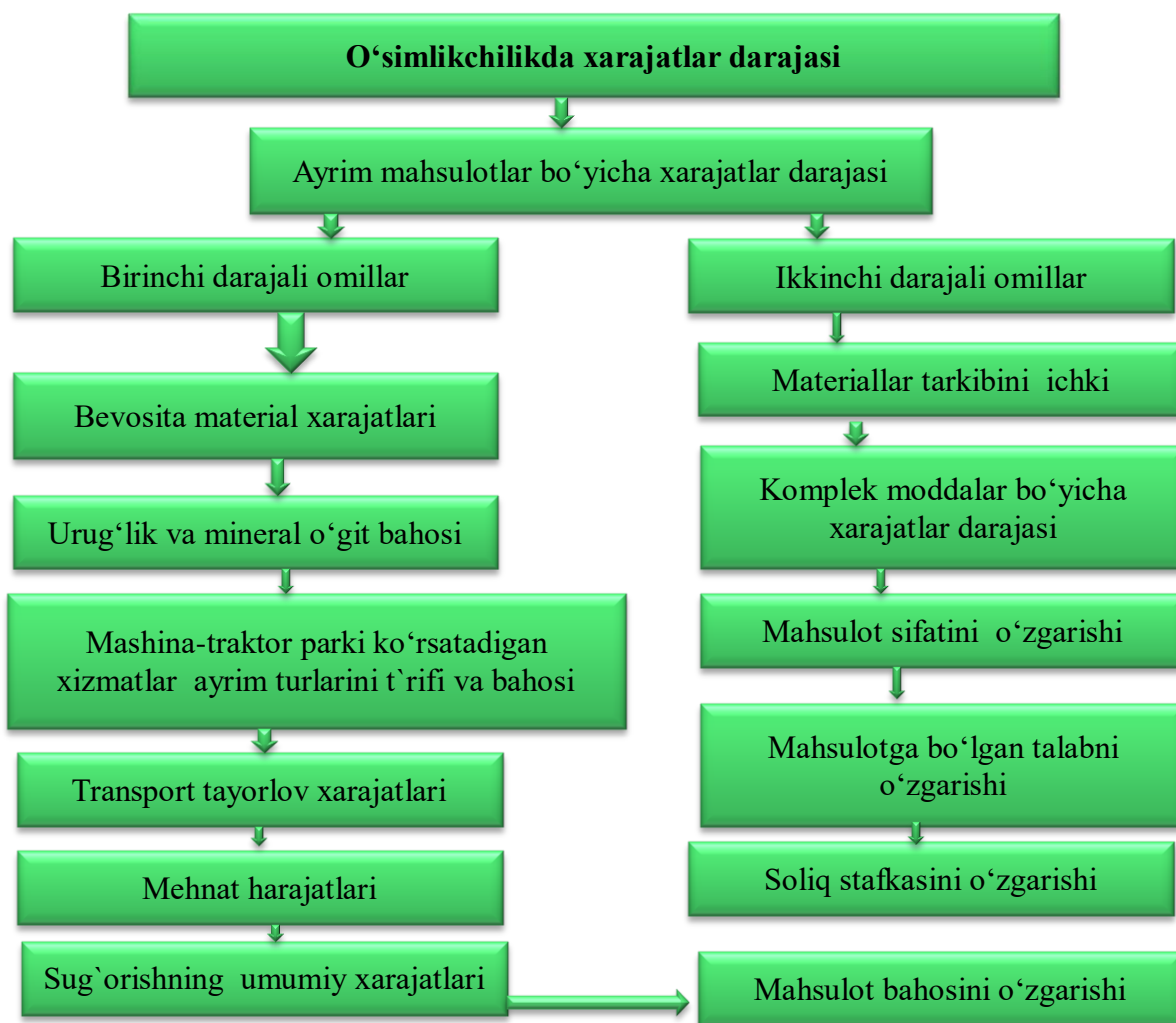 O‘simlikchilikda xarajatlar darajasi
Ayrim mahsulotlar bo‘yicha xarajatlar darajasi
Birinchi darajali omillar
Bevosita material xarajatlari
Urug‘lik va mineral o‘git bahosi
Mashina-traktor parki ko‘rsatadigan
xizmatlar ayrim turlarini t`rifi va bahosi
Transport tayorlov xarajatlari
Mehnat harajatlari
Sug`orishning umumiy xarajatlari
Ikkinchi darajali omillar
Materiallar tarkibini ichki
Komplek moddalar bo‘yicha
xarajatlar darajasi
Mahsulot sifatini o‘zgarishi
Mahsulotga bo‘lgan talabni
o‘zgarishi
Soliq stafkasini o‘zgarishi
Mahsulot bahosini o‘zgarishi